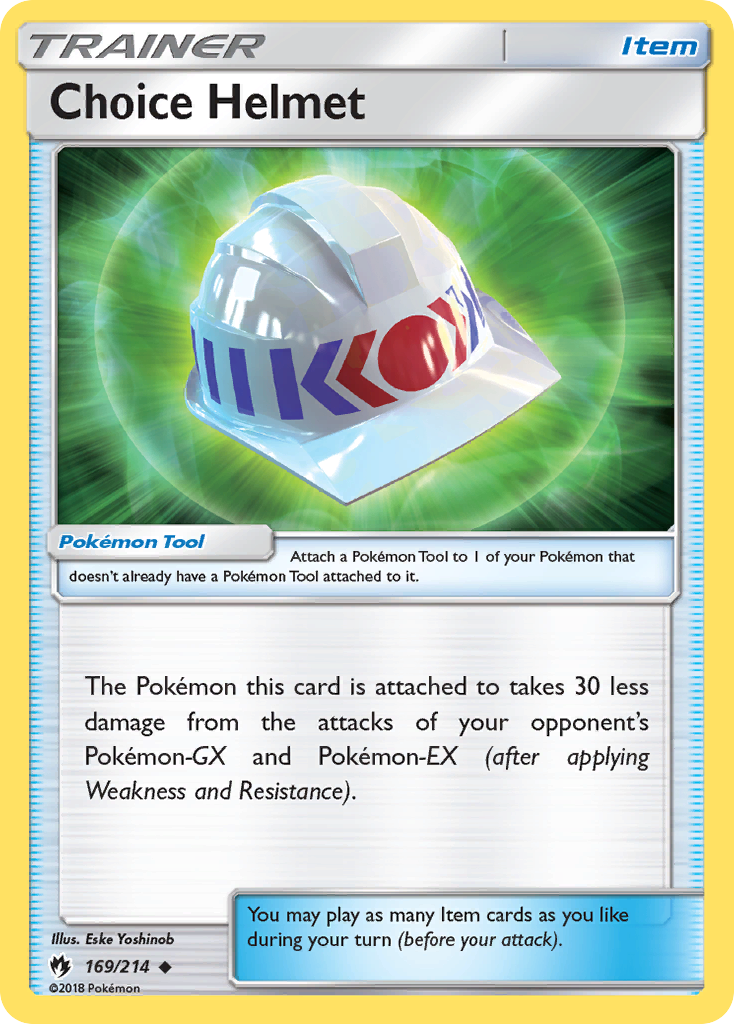 TRAINER
Item
Choice Helmet
Pokémon Tool
Attach a Pokémon Tool to 1 of your Pokémon that
doesn't already have a Pokémon Tool attached to it.
The Pokémon this card is attached to takes 30 less
damage from the attacks of your opponent's
Pokémon-GX and Pokémon-EX (after applying
Weakness and Resistance).
You may play as many Item cards as you like
during your turn (before your attack).
Illus. Eske Yoshinob
169/214
©2018 Pokémon